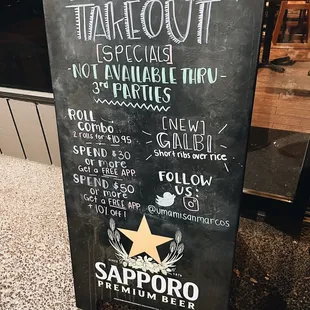 TAKEOUT
[SPECIALS]
-NOT AVAILABLE THRU-
3rd PARTIES
ROLL
Combo
2 rolls for $10.95
SPEND $30
or more
Get a FREE APP
SPEND $50
or more
Get a FREE APP
+ 10% off!
[NEW]
GALBI
Short ribs over rice
FOLLOW
US
@umamisanmarcos
SAPPORO
PREMIUM BEER